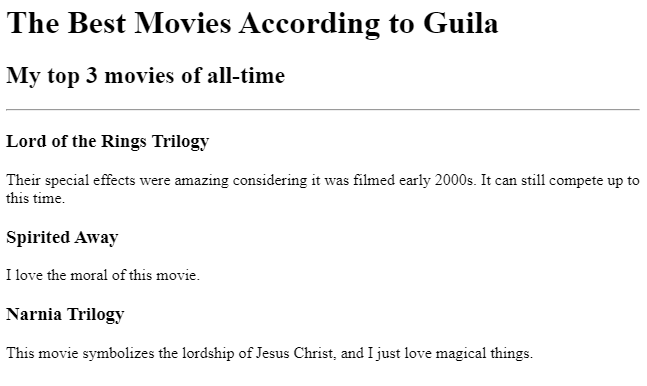 The Best Movies According to Guila
My top 3 movies of all-time
Lord of the Rings Trilogy
Their special effects were amazing considering it was filmed early 2000s. It can still compete up to
this time.
Spirited Away
I love the moral of this movie.
Narnia Trilogy
This movie symbolizes the lordship of Jesus Christ, and I just love magical things.